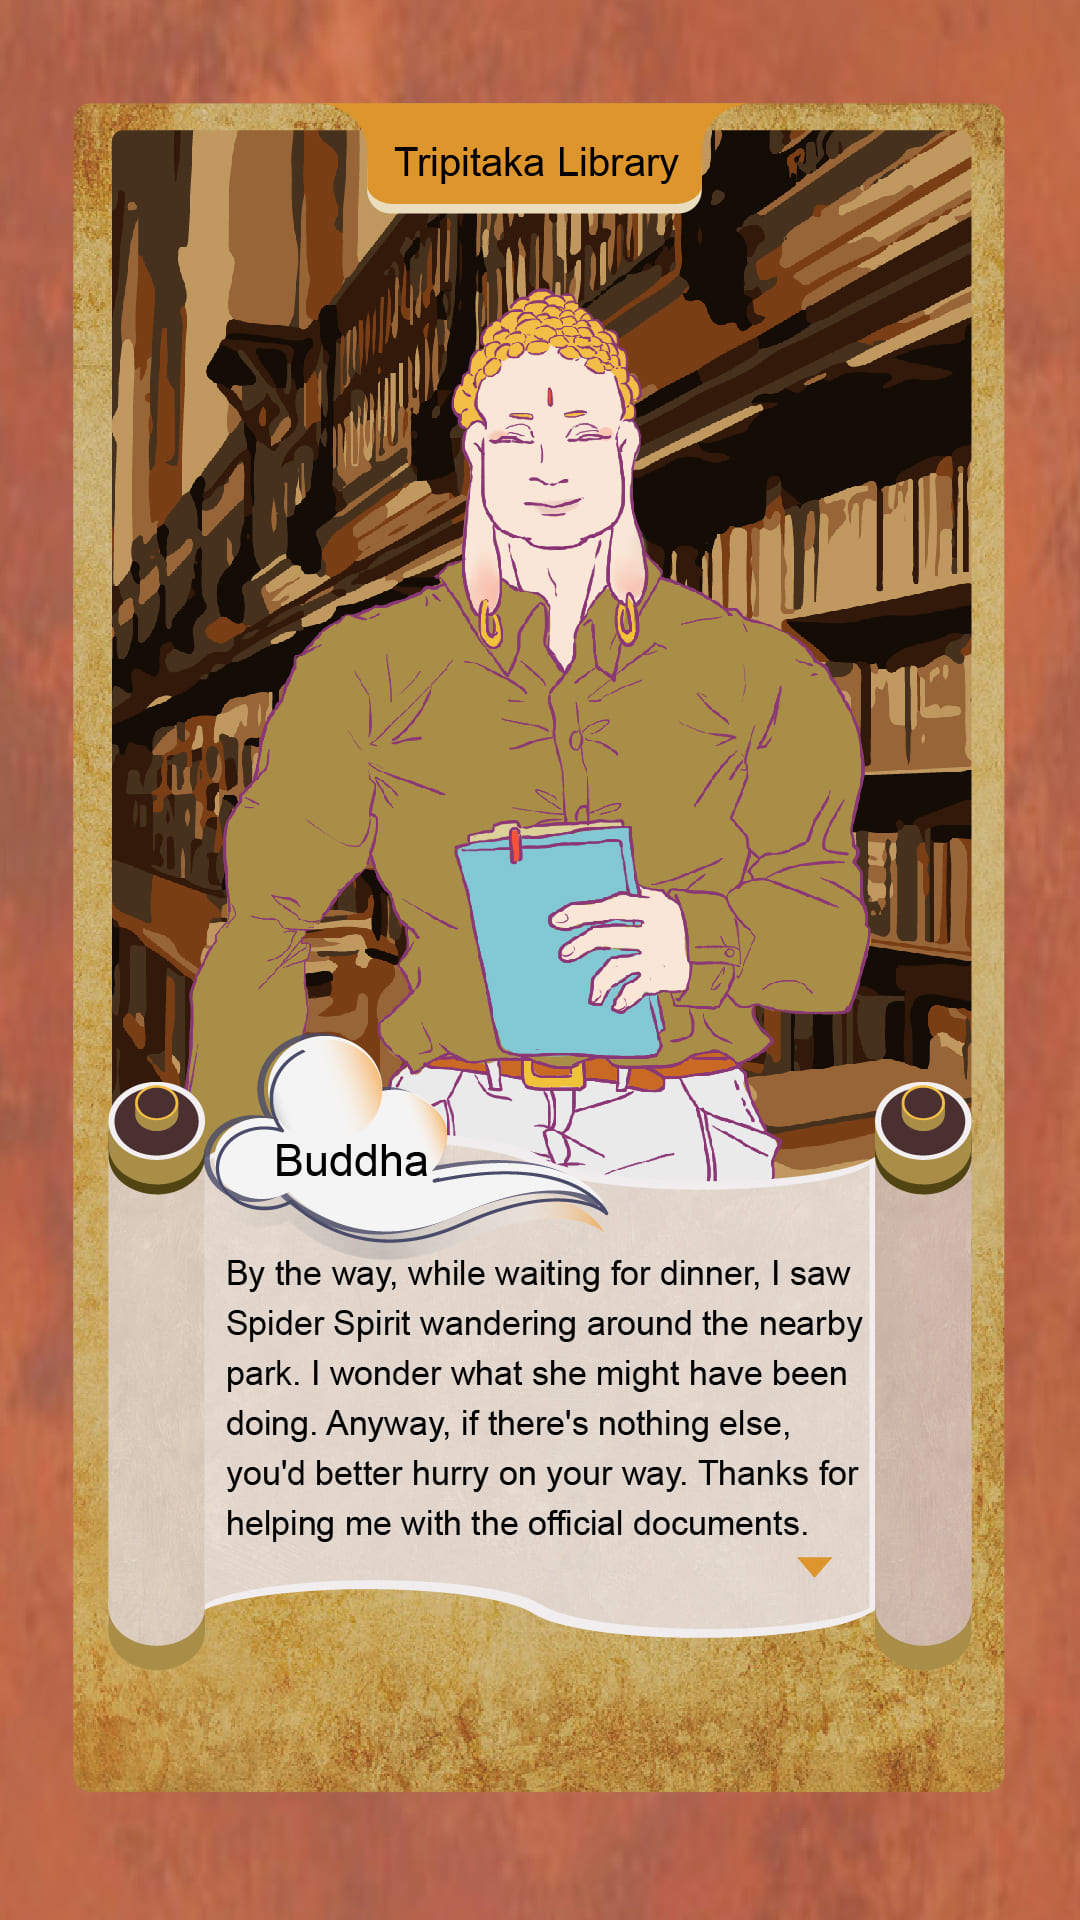 Tripitaka Library
Buddha
By the way, while waiting for dinner, I saw
Spider Spirit wandering around the nearby
park. I wonder what she might have been
doing. Anyway, if there's nothing else,
you'd better hurry on your way. Thanks for
helping me with the official documents.